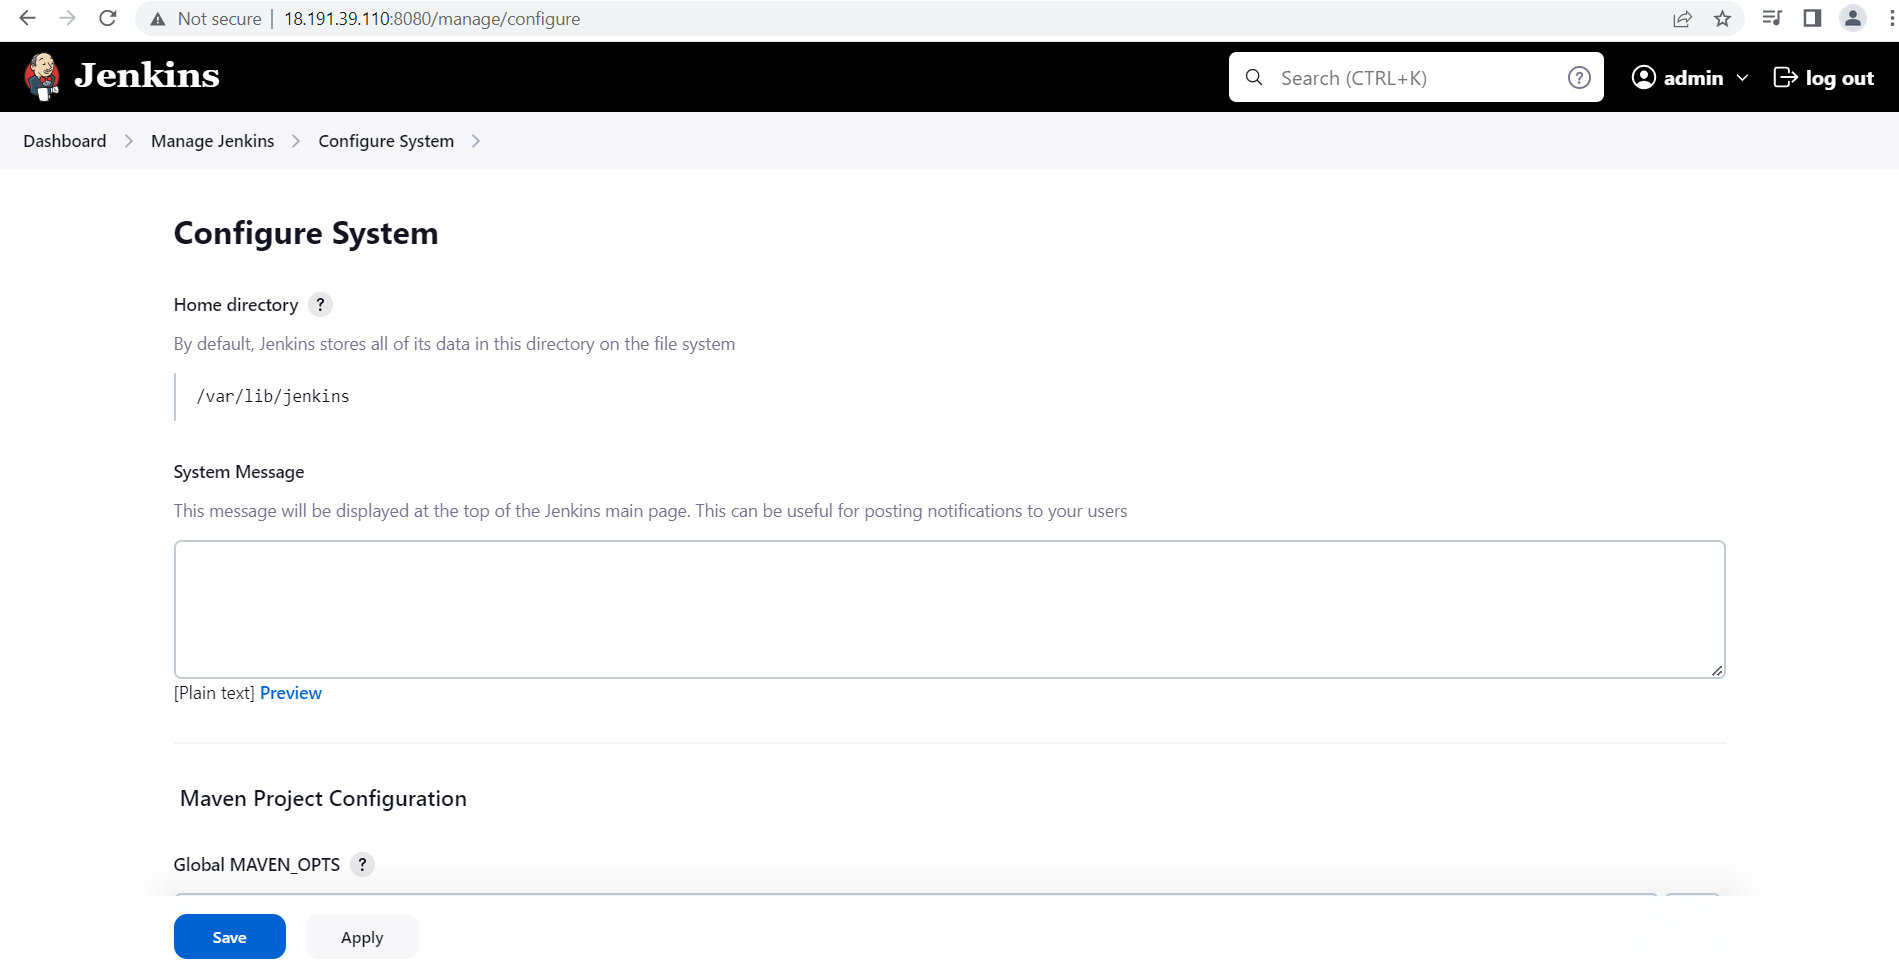 Not secure | 18.191.39.110:8080/manage/configure
Jenkins
Search (CTRL+K) ?
admin
log out
Dashboard > Manage Jenkins > Configure System >
Configure System
Home directory ?
By default, Jenkins stores all of its data in this directory on the file system
/var/lib/jenkins
System Message
This message will be displayed at the top of the Jenkins main page. This can be useful for posting notifications to your users
[Plain text] Preview
Maven Project Configuration
Global MAVEN_OPTS ?
Save Apply